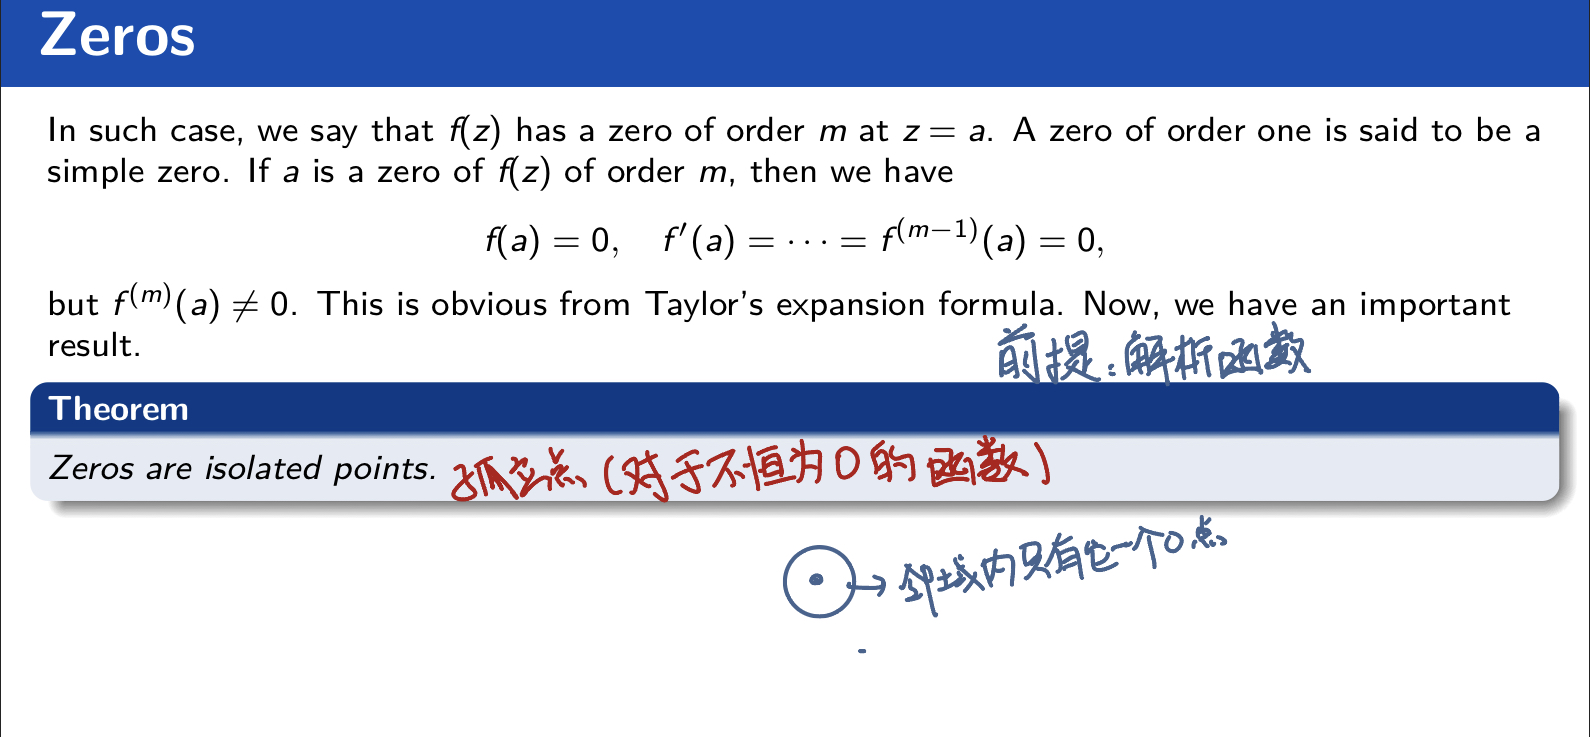 Zeros
In such case, we say that f(z) has a zero of order m at z = a. A zero of order one is said to be a
simple zero. If a is a zero of f(z) of order m, then we have
f(a) = 0, f′(a) = ⋯ = f^(m−1)(a) = 0,
but f^(m)(a) ≠ 0. This is obvious from Taylor's expansion formula. Now, we have an important
result.
前提:解析函数
Theorem
Zeros are isolated points. 孤立点(对于不恒为0的函数)
→邻域内只有它一个0点